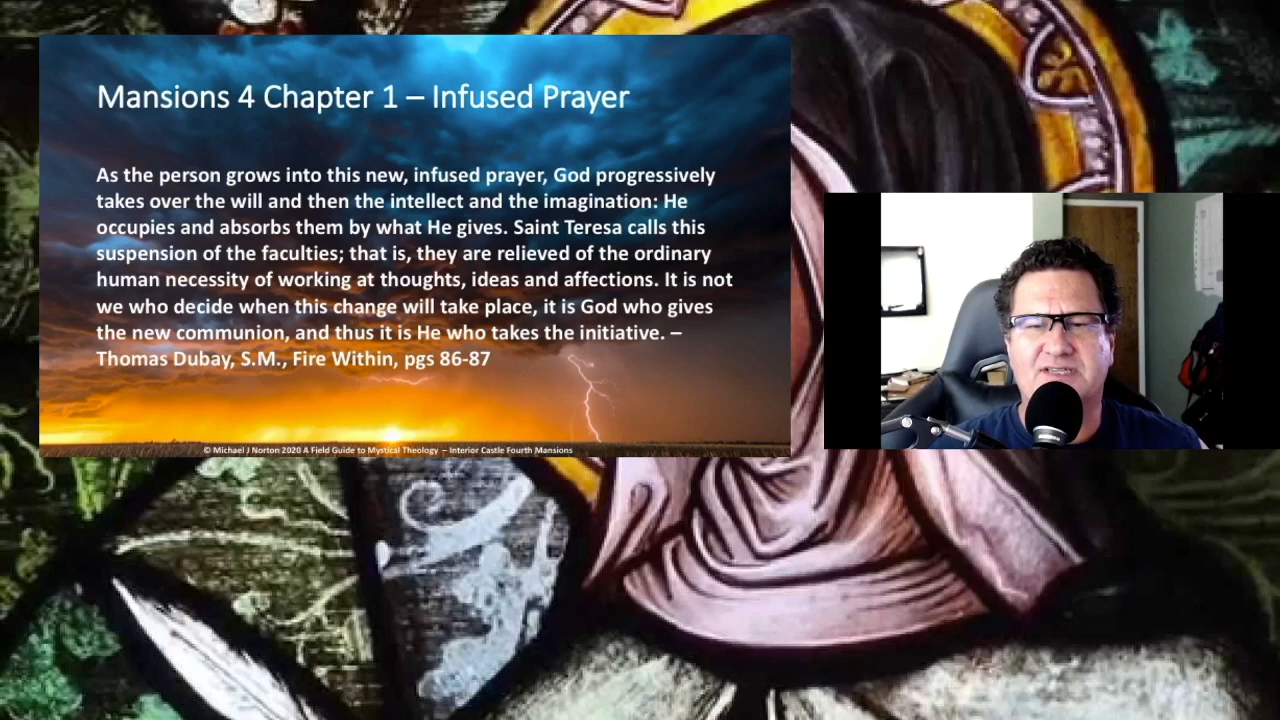 Mansions 4 Chapter 1 – Infused Prayer
As the person grows into this new, infused prayer, God progressively
takes over the will and then the intellect and the imagination: He
occupies and absorbs them by what He gives. Saint Teresa calls this
suspension of the faculties; that is, they are relieved of the ordinary
human necessity of working at thoughts, ideas and affections. It is not
we who decide when this change will take place, it is God who gives
the new communion, and thus it is He who takes the initiative. –
Thomas Dubay, S.M., Fire Within, pgs 86-87
© Michael J Norton 2020 A Field Guide to Mystical Theology – Interior Castle Fourth Mansions